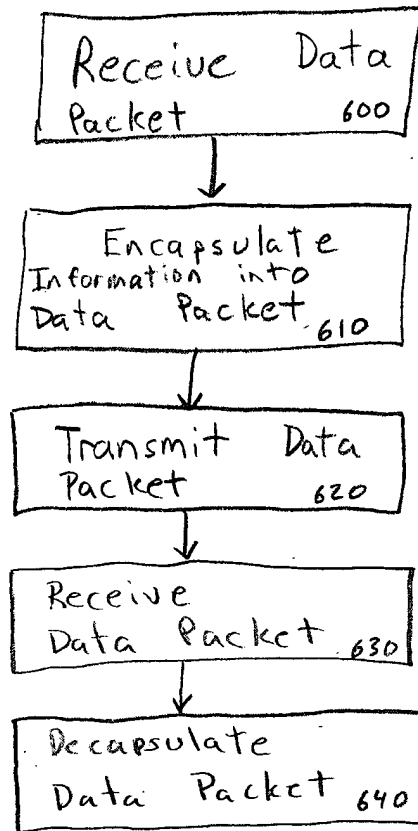 Receive Data
Packet 600
Encapsulate
Information into
Data Packet
610
Transmit Data
Packet 620
Receive
Data Packet 630
Decapsulate
Data Packet 640